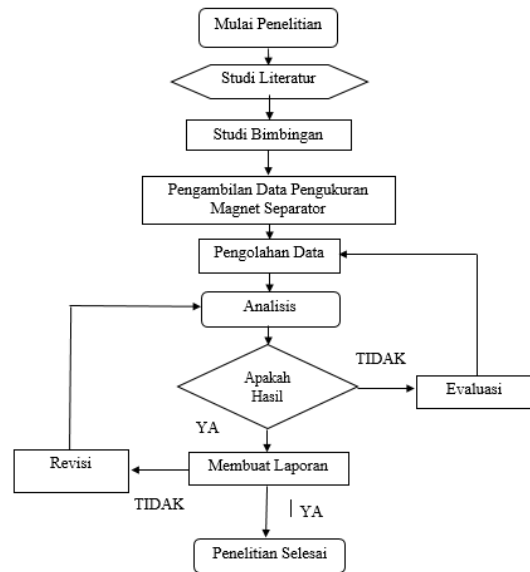 Mulai Penelitian
Studi Literatur
Studi Bimbingan
Pengambilan Data Pengukuran
Magnet Separator
Pengolahan Data
Analisis
TIDAK
Apakah
Hasil
Evaluasi
YA
Revisi
Membuat Laporan
TIDAK
YA
Penelitian Selesai